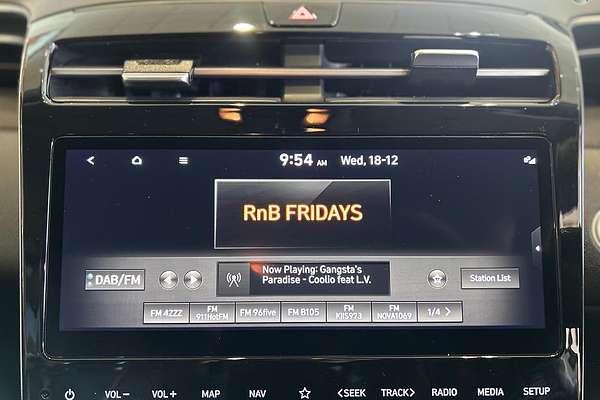 9:54 AM Wed, 18-12
RnB FRIDAYS
DAB/FM
Now Playing: Gangsta's
Paradise - Coolio feat L.V.
Station List
FM 4ZZZ
FM
911HotFM
FM 96five
FM B105
FM
KIIS973
FM
NOVA1069
1/4 >
VOL− VOL+ MAP NAV <SEEK TRACK> RADIO MEDIA SETUP